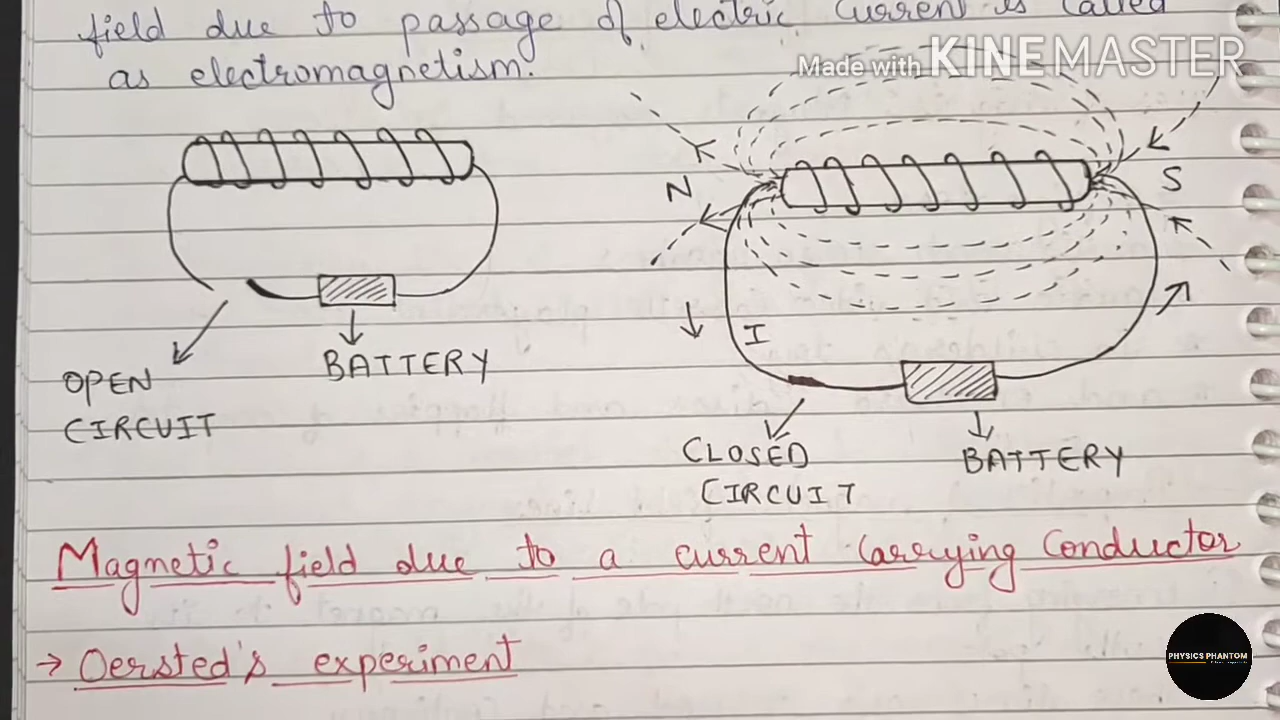 field due to passage of electric current is called
as electromagnetism.
Made with KINEMASTER
N
S
I
BATTERY
OPEN
CIRCUIT
CLOSED
CIRCUIT
BATTERY
Magnetic field due to a current carrying conductor
→ Oersted's experiment
PHYSICS PHANTOM